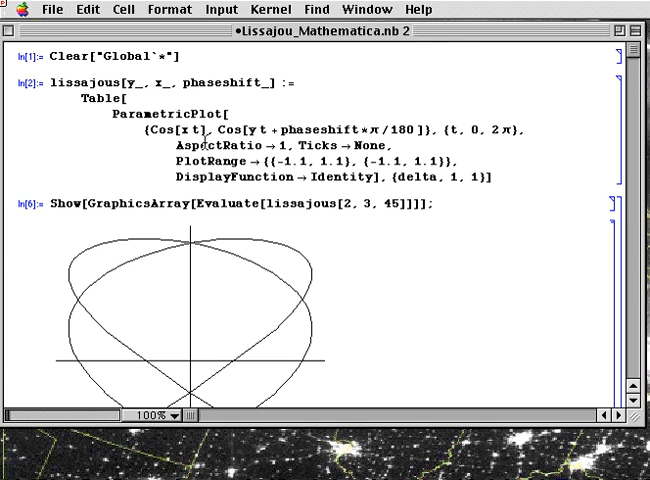 File Edit Cell Format Input Kernel Find Window Help
•Lissajou_Mathematica.nb 2
In[1]:= Clear["Global`*"]
In[2]:= lissajous[y_, x_, phaseshift_] :=
Table[
ParametricPlot[
{Cos[x t], Cos[y t + phaseshift * π / 180 ]}, {t, 0, 2 π},
AspectRatio → 1, Ticks → None,
PlotRange → {{-1.1, 1.1}, {-1.1, 1.1}},
DisplayFunction → Identity], {delta, 1, 1}]
In[6]:= Show[GraphicsArray[Evaluate[lissajous[2, 3, 45]]]];
100%